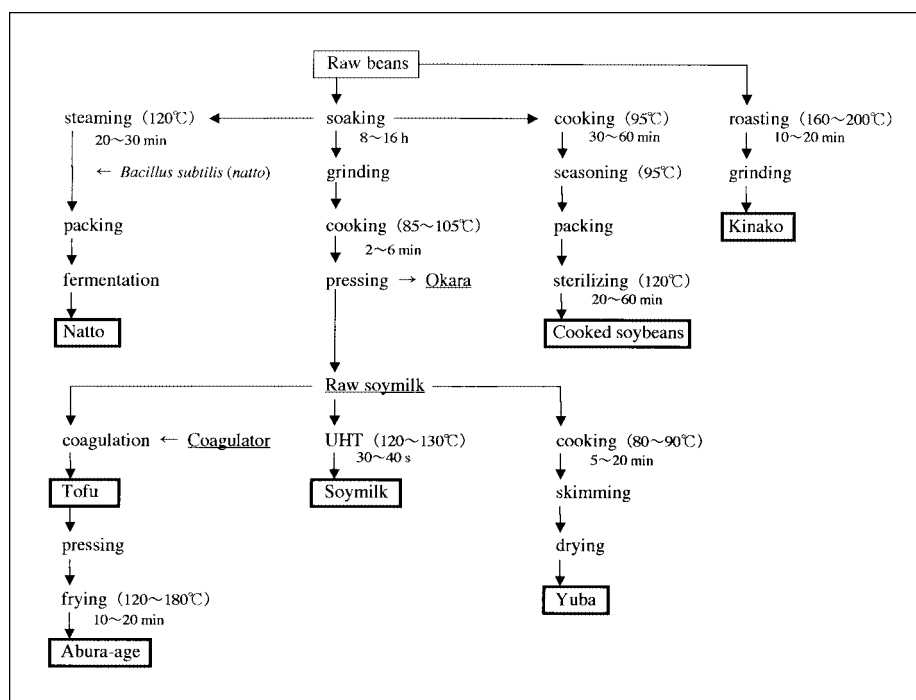 Raw beans
steaming (120℃)
20～30 min
← Bacillus subtilis (natto)
packing
fermentation
Natto
soaking
8～16 h
grinding
cooking (85～105℃)
2～6 min
pressing → Okara
cooking (95℃)
30～60 min
seasoning (95℃)
packing
sterilizing (120℃)
20～60 min
Cooked soybeans
roasting (160～200℃)
10～20 min
grinding
Kinako
Raw soymilk
coagulation ← Coagulator
Tofu
pressing
frying (120～180℃)
10～20 min
Abura-age
UHT (120～130℃)
30～40 s
Soymilk
cooking (80～90℃)
5～20 min
skimming
drying
Yuba